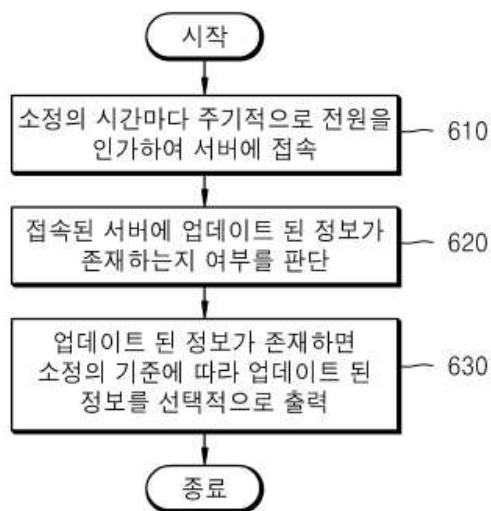 시작
소정의 시간마다 주기적으로 전원을
인가하여 서버에 접속
610
접속된 서버에 업데이트 된 정보가
존재하는지 여부를 판단
620
업데이트 된 정보가 존재하면
소정의 기준에 따라 업데이트 된
정보를 선택적으로 출력
630
종료